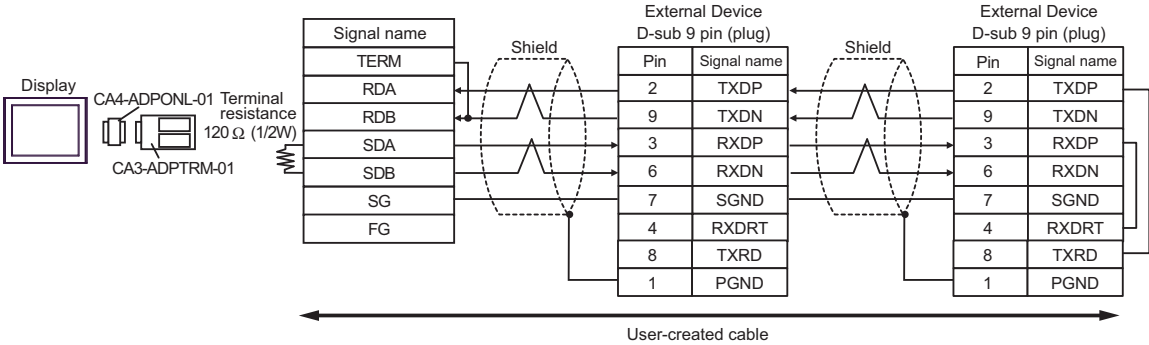 Display
CA4-ADPONL-01
CA3-ADPTRM-01
Terminal
resistance
120 Ω (1/2W)
Signal name
TERM
RDA
RDB
SDA
SDB
SG
FG
Shield
External Device
D-sub 9 pin (plug)
Pin Signal name
2 TXDP
9 TXDN
3 RXDP
6 RXDN
7 SGND
4 RXDRT
8 TXRD
1 PGND
Shield
External Device
D-sub 9 pin (plug)
Pin Signal name
2 TXDP
9 TXDN
3 RXDP
6 RXDN
7 SGND
4 RXDRT
8 TXRD
1 PGND
User-created cable